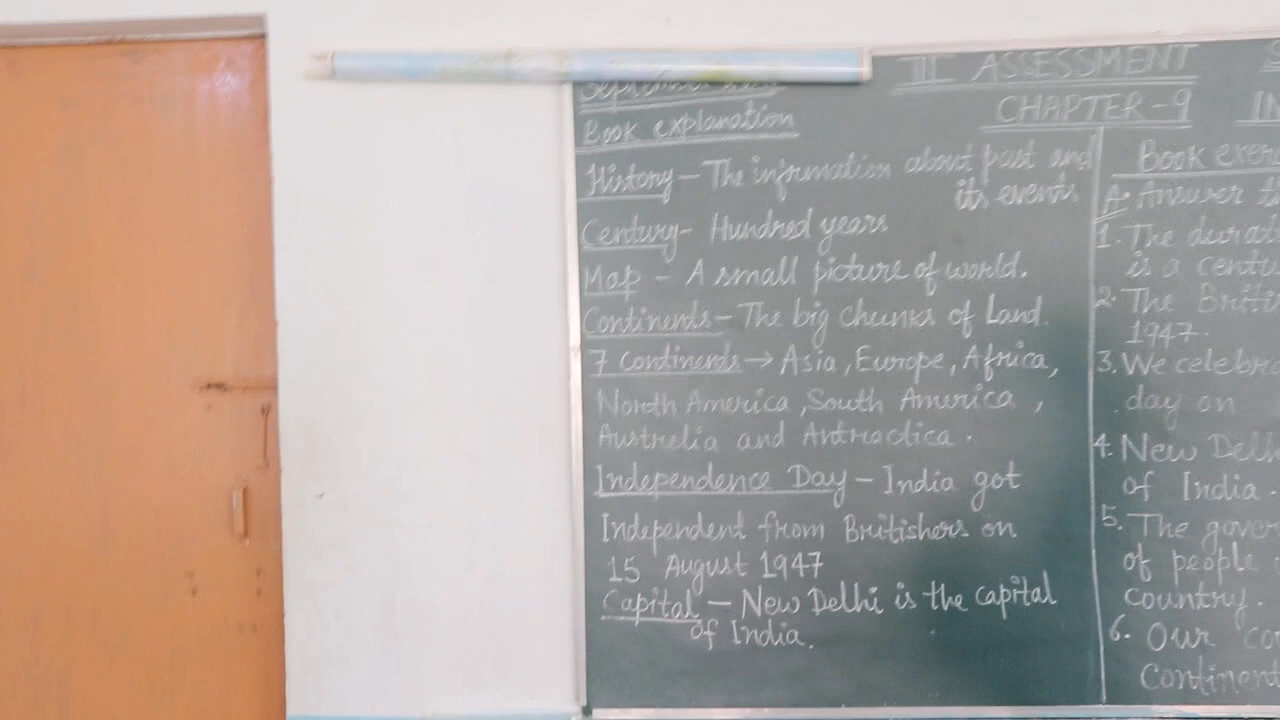 III ASSESSMENT
CHAPTER-9
September
Book explanation
History - The information about past and
its events
Century- Hundred years
Map - A small picture of world.
Continents - The big chunks of Land.
7 continents → Asia, Europe, Africa,
North America, South America,
Australia and Antractica.
Independence Day - India got
Independent from Britishers on
15 August 1947
Capital - New Delhi is the capital
of India.
Book exer
A. Answer th
1. The durat
is a centu
2. The Briti
1947.
3. We celebra
day on
4. New Delh
of India.
5. The gover
of people
country.
6. Our co
Continent